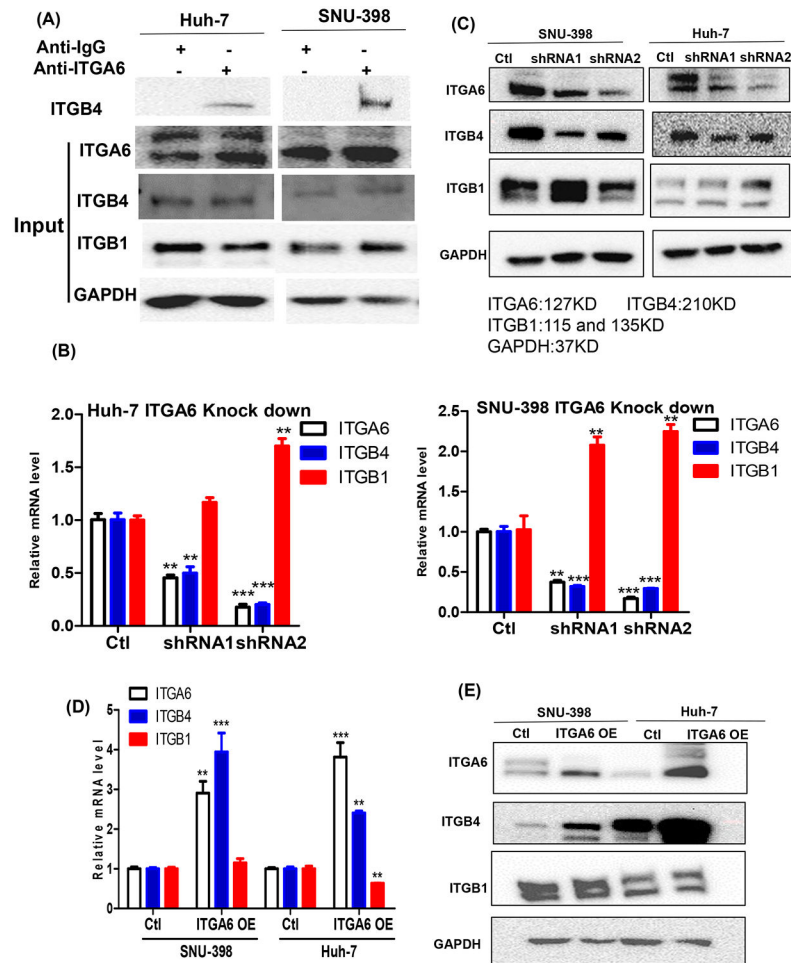 (A)
Huh-7 SNU-398
Anti-IgG + - + -
Anti-ITGA6 - + - +
ITGB4
ITGA6
ITGB4
Input
ITGB1
GAPDH
(C)
SNU-398 Huh-7
Ctl shRNA1 shRNA2 Ctl shRNA1 shRNA2
ITGA6
ITGB4
ITGB1
GAPDH
ITGA6:127KD ITGB4:210KD
ITGB1:115 and 135KD
GAPDH:37KD
(B)
Huh-7 ITGA6 Knock down
Relative mRNA level
2.0
1.5
1.0
0.5
0.0
ITGA6
ITGB4
ITGB1
** ** *** *** **
Ctl shRNA1 shRNA2
SNU-398 ITGA6 Knock down
Relative mRNA level
2.5
2.0
1.5
1.0
0.5
0.0
ITGA6
ITGB4
ITGB1
** *** ** *** *** **
Ctl shRNA1 shRNA2
(D)
ITGA6
ITGB4
ITGB1
Relative mRNA level
5
4
3
2
1
0
** *** *** ** **
Ctl ITGA6 OE Ctl ITGA6 OE
SNU-398 Huh-7
(E)
SNU-398 Huh-7
Ctl ITGA6 OE Ctl ITGA6 OE
ITGA6
ITGB4
ITGB1
GAPDH